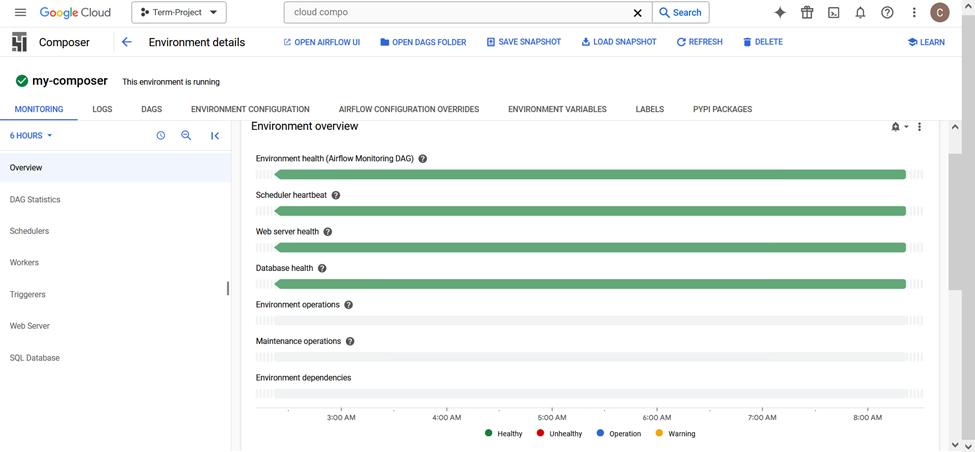 Google Cloud Term-Project cloud compo Search C
Composer Environment details OPEN AIRFLOW UI OPEN DAGS FOLDER SAVE SNAPSHOT LOAD SNAPSHOT REFRESH DELETE LEARN
my-composer This environment is running
MONITORING LOGS DAGS ENVIRONMENT CONFIGURATION AIRFLOW CONFIGURATION OVERRIDES ENVIRONMENT VARIABLES LABELS PYPI PACKAGES
6 HOURS
Overview
DAG Statistics
Schedulers
Workers
Triggerers
Web Server
SQL Database
Environment overview
Environment health (Airflow Monitoring DAG)
Scheduler heartbeat
Web server health
Database health
Environment operations
Maintenance operations
Environment dependencies
3:00 AM 4:00 AM 5:00 AM 6:00 AM 7:00 AM 8:00 AM
Healthy Unhealthy Operation Warning